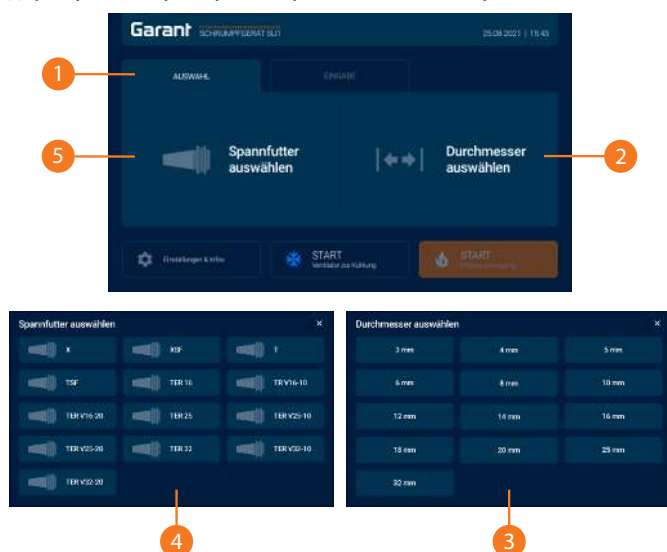 Garant SCHRUMPFGERÄT SU1 25.08.2021 | 15:43
1 AUSWAHL EINGABE
5 Spannfutter auswählen Durchmesser auswählen 2
Einstellungen & Infos START Ventilator zur Kühlung START
Spannfutter auswählen ×
X XSF T
TSF TER 16 TER V16-10
TER V16-20 TER 25 TER V25-10
TER V25-20 TER 32 TER V32-10
TER V32-20
4
Durchmesser auswählen ×
3 mm 4 mm 5 mm
6 mm 8 mm 10 mm
12 mm 14 mm 16 mm
18 mm 20 mm 25 mm
32 mm
3